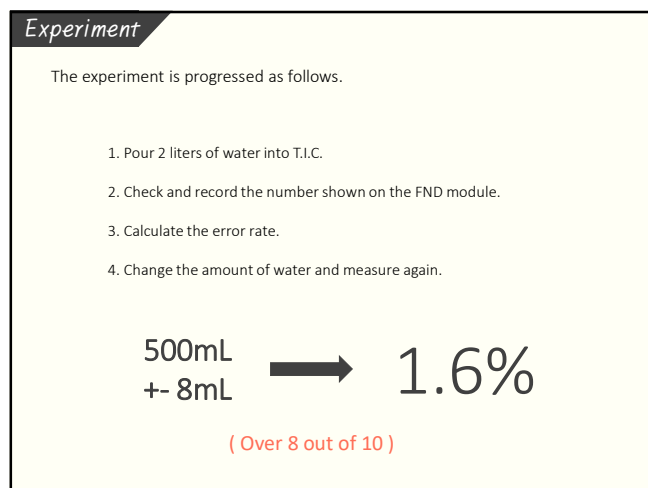 Experiment
The experiment is progressed as follows.
1. Pour 2 liters of water into T.I.C.
2. Check and record the number shown on the FND module.
3. Calculate the error rate.
4. Change the amount of water and measure again.
500mL
+- 8mL
1.6%
( Over 8 out of 10 )